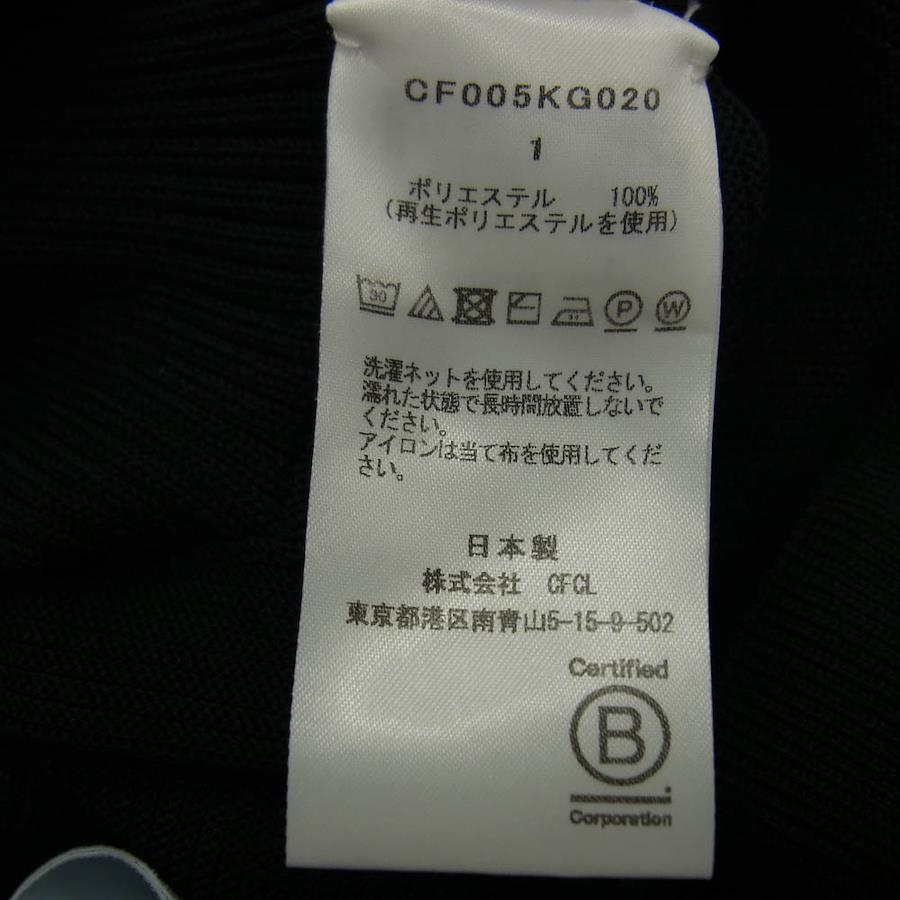 CF005KG020
1
ポリエステル 100%
(再生ポリエステルを使用)
30 P W
洗濯ネットを使用してください。
濡れた状態で長時間放置しないで
ください。
アイロンは当て布を使用してくだ
さい。
日本製
株式会社 CFCL
東京都港区南青山5-15-9-502
Certified
B
Corporation